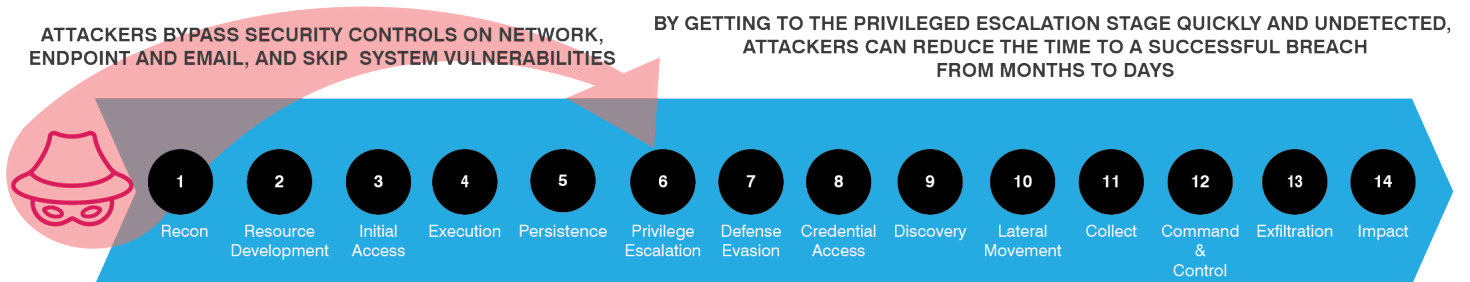 ATTACKERS BYPASS SECURITY CONTROLS ON NETWORK,
ENDPOINT AND EMAIL, AND SKIP SYSTEM VULNERABILITIES
BY GETTING TO THE PRIVILEGED ESCALATION STAGE QUICKLY AND UNDETECTED,
ATTACKERS CAN REDUCE THE TIME TO A SUCCESSFUL BREACH
FROM MONTHS TO DAYS
1
Recon
2
Resource
Development
3
Initial
Access
4
Execution
5
Persistence
6
Privilege
Escalation
7
Defense
Evasion
8
Credential
Access
9
Discovery
10
Lateral
Movement
11
Collect
12
Command
&
Control
13
Exfiltration
14
Impact